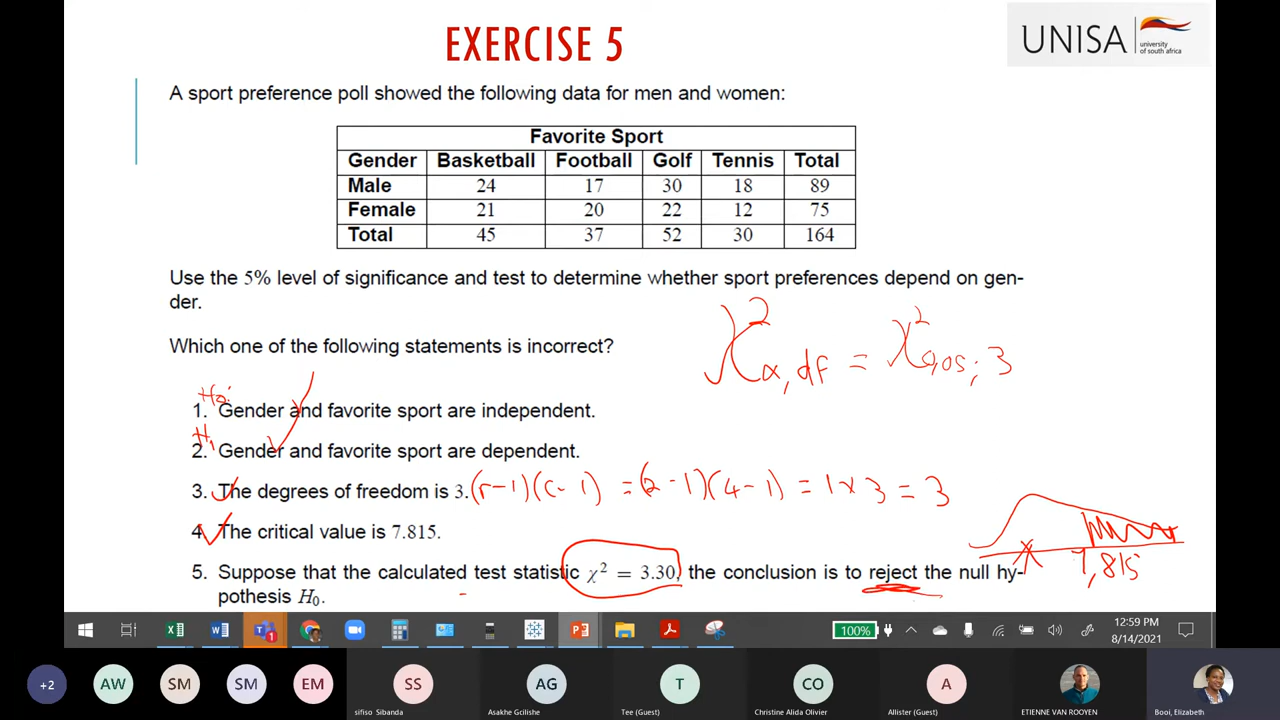 EXERCISE 5
UNISA
university
of south africa
A sport preference poll showed the following data for men and women:
Favorite Sport
Gender Basketball Football Golf Tennis Total
Male 24 17 30 18 89
Female 21 20 22 12 75
Total 45 37 52 30 164
Use the 5% level of significance and test to determine whether sport preferences depend on gen-
der.
χ² α, df = χ² 0,05; 3
Which one of the following statements is incorrect?
H0:
1. Gender and favorite sport are independent.
H1
2. Gender and favorite sport are dependent.
3. The degrees of freedom is 3. (r-1)(c-1) = (2-1)(4-1) = 1x3 = 3
4. The critical value is 7.815.
7,815
5. Suppose that the calculated test statistic χ² = 3.30, the conclusion is to reject the null hy-
pothesis H0.
100%
12:59 PM
8/14/2021
1
+2 AW SM SM EM SS AG T CO A
sifiso Sibanda Asakhe Gcilishe Tee (Guest) Christine Alida Olivier Allister (Guest) ETIENNE VAN ROOYEN Booi, Elizabeth